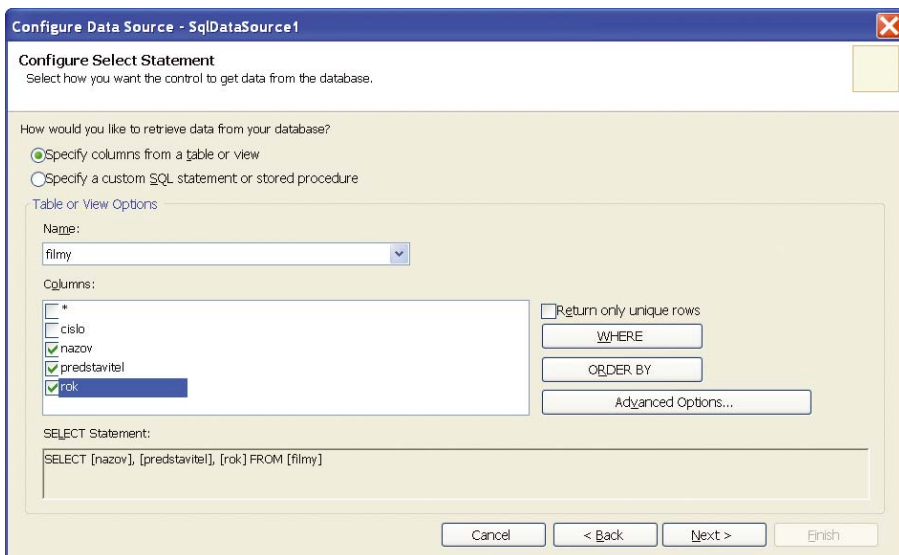 Configure Data Source - SqlDataSource1
Configure Select Statement
Select how you want the control to get data from the database.
How would you like to retrieve data from your database?
Specify columns from a table or view
Specify a custom SQL statement or stored procedure
Table or View Options
Name:
filmy
Columns:
*
cislo
nazov
predstavitel
rok
Return only unique rows
WHERE
ORDER BY
Advanced Options...
SELECT Statement:
SELECT [nazov], [predstavitel], [rok] FROM [filmy]
Cancel
< Back
Next >
Finish